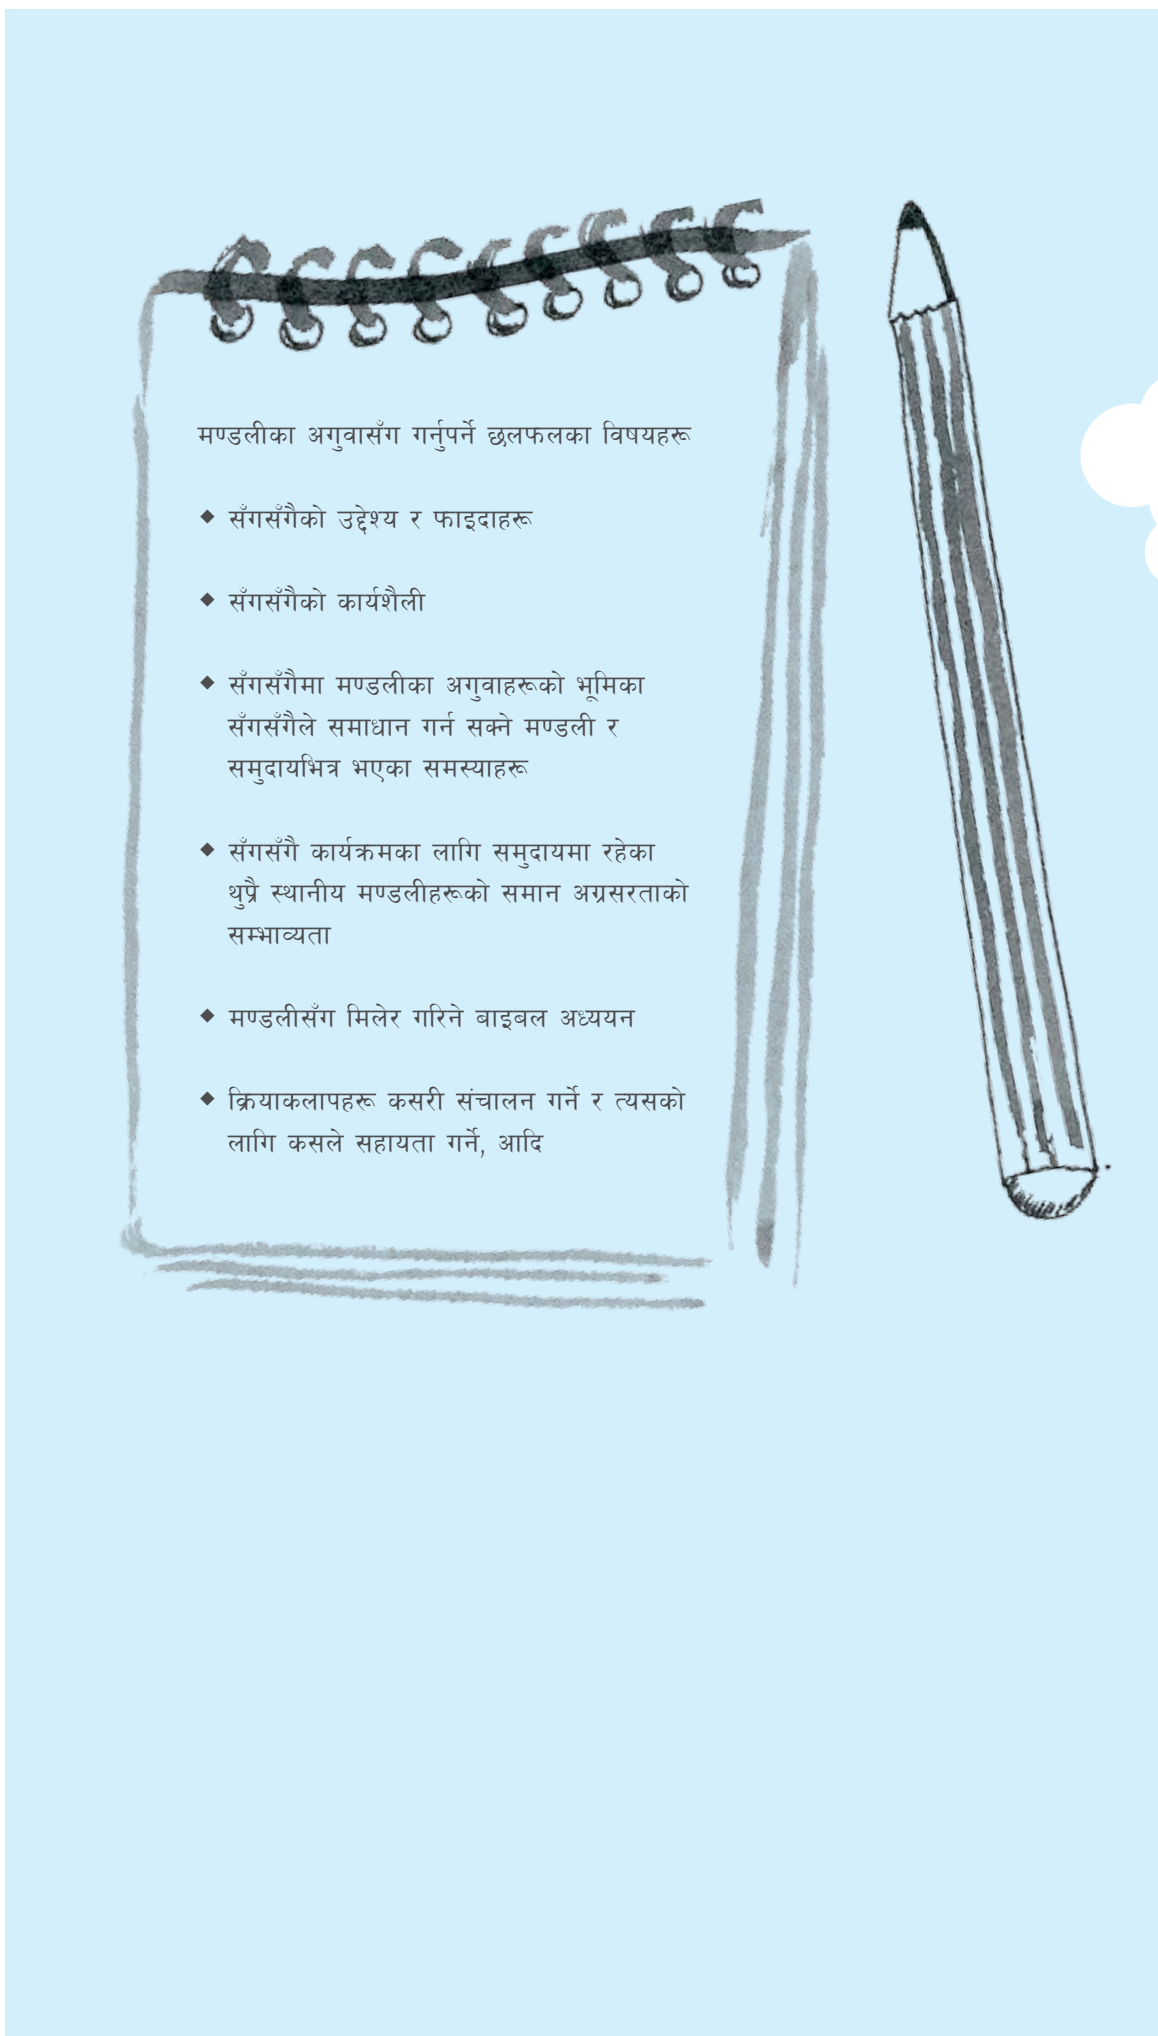 मण्डलीका अगुवासँग गर्नुपर्ने छलफलका विषयहरू
◆ सँगसँगैको उद्देश्य र फाइदाहरू
◆ सँगसँगैको कार्यशैली
◆ सँगसँगैमा मण्डलीका अगुवाहरूको भूमिका
सँगसँगैले समाधान गर्न सक्ने मण्डली र
समुदायभित्र भएका समस्याहरू
◆ सँगसँगै कार्यक्रमका लागि समुदायमा रहेका
थुप्रै स्थानीय मण्डलीहरूको समान अग्रसरताको
सम्भाव्यता
◆ मण्डलीसँग मिलेर गरिने बाइबल अध्ययन
◆ क्रियाकलापहरू कसरी संचालन गर्ने र त्यसको
लागि कसले सहायता गर्ने, आदि